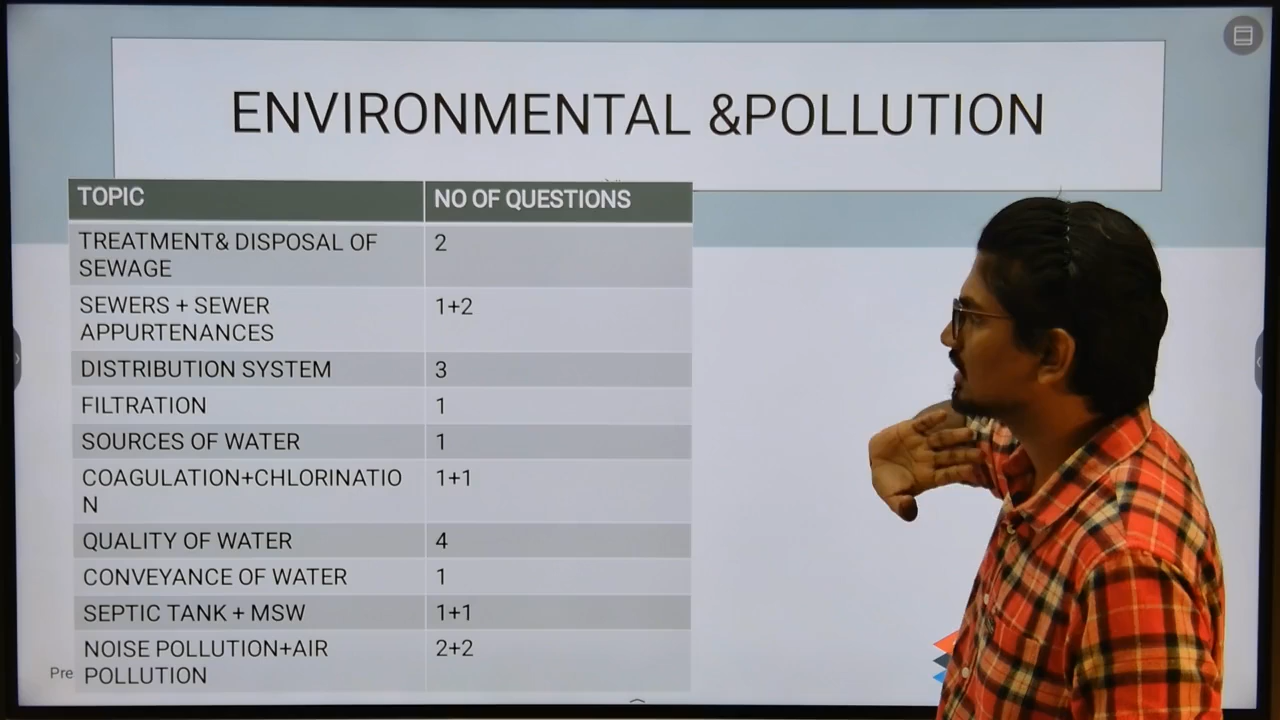 ENVIRONMENTAL &POLLUTION
TOPIC NO OF QUESTIONS
TREATMENT& DISPOSAL OF 2
SEWAGE
SEWERS + SEWER 1+2
APPURTENANCES
DISTRIBUTION SYSTEM 3
FILTRATION 1
SOURCES OF WATER 1
COAGULATION+CHLORINATIO 1+1
N
QUALITY OF WATER 4
CONVEYANCE OF WATER 1
SEPTIC TANK + MSW 1+1
NOISE POLLUTION+AIR 2+2
Pre POLLUTION